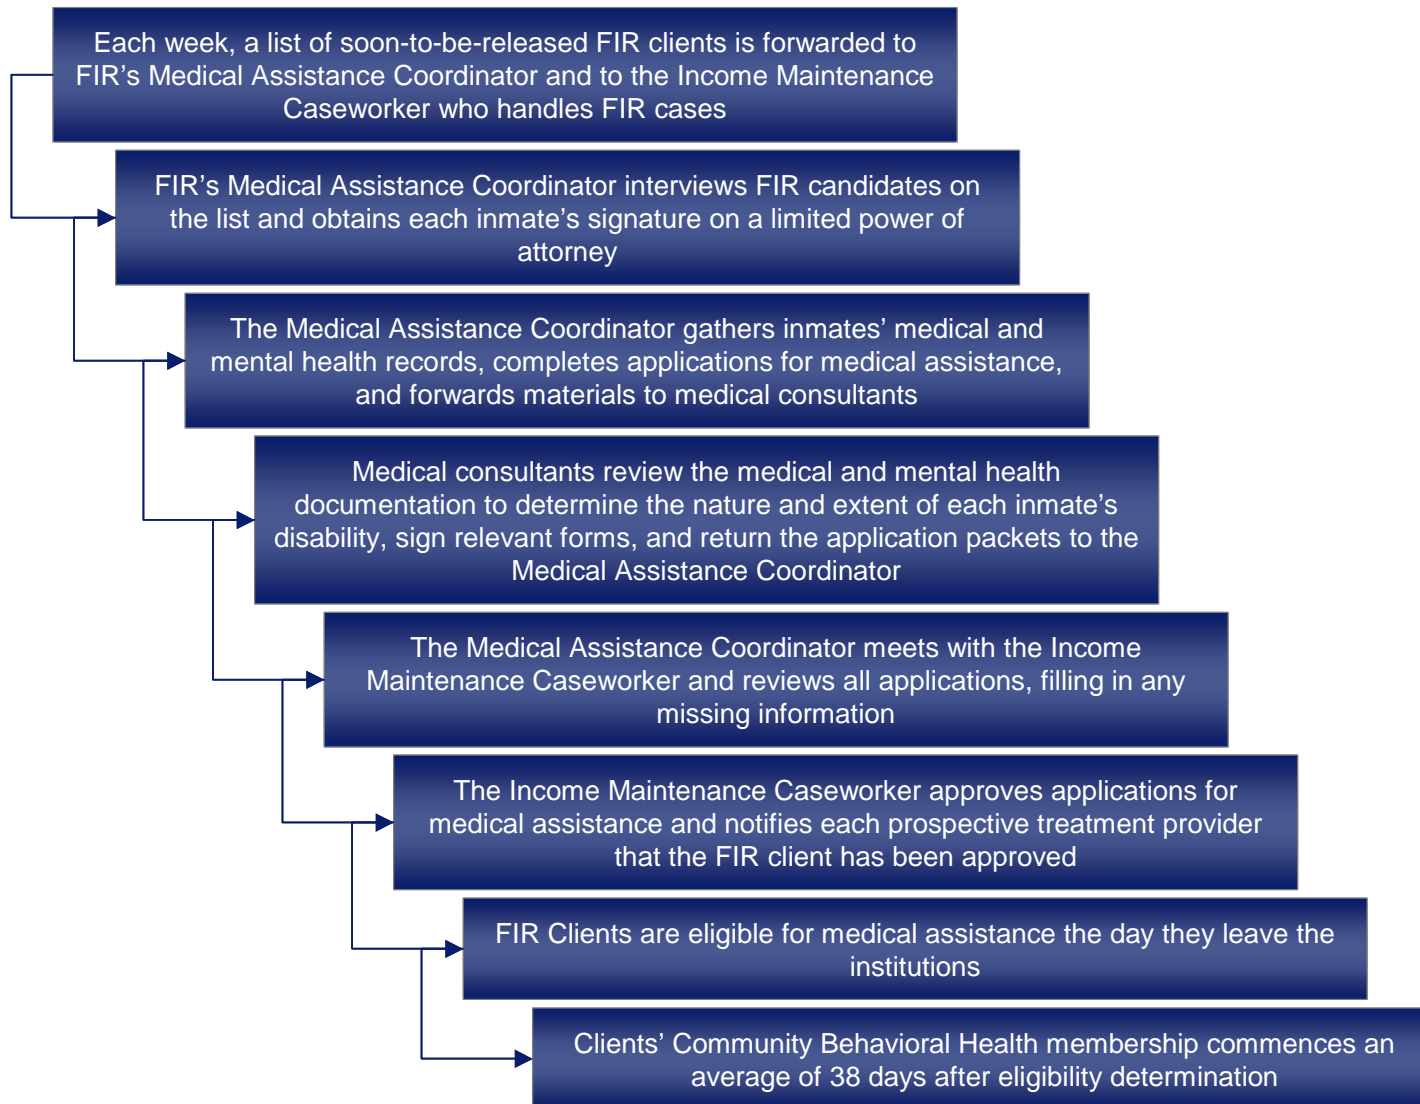 Each week, a list of soon-to-be-released FIR clients is forwarded to
FIR’s Medical Assistance Coordinator and to the Income Maintenance
Caseworker who handles FIR cases
FIR’s Medical Assistance Coordinator interviews FIR candidates on
the list and obtains each inmate’s signature on a limited power of
attorney
The Medical Assistance Coordinator gathers inmates’ medical and
mental health records, completes applications for medical assistance,
and forwards materials to medical consultants
Medical consultants review the medical and mental health
documentation to determine the nature and extent of each inmate’s
disability, sign relevant forms, and return the application packets to the
Medical Assistance Coordinator
The Medical Assistance Coordinator meets with the Income
Maintenance Caseworker and reviews all applications, filling in any
missing information
The Income Maintenance Caseworker approves applications for
medical assistance and notifies each prospective treatment provider
that the FIR client has been approved
FIR Clients are eligible for medical assistance the day they leave the
institutions
Clients’ Community Behavioral Health membership commences an
average of 38 days after eligibility determination